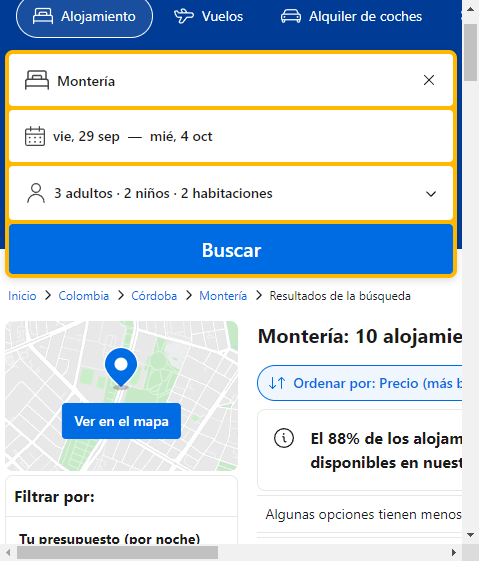 Alojamiento Vuelos Alquiler de coches
Montería
vie, 29 sep — mié, 4 oct
3 adultos · 2 niños · 2 habitaciones
Buscar
Inicio > Colombia > Córdoba > Montería > Resultados de la búsqueda
Ver en el mapa
Filtrar por:
Tu presupuesto (por noche)
Montería: 10 alojamie
Ordenar por: Precio (más b
El 88% de los alojam
disponibles en nuest
Algunas opciones tienen menos